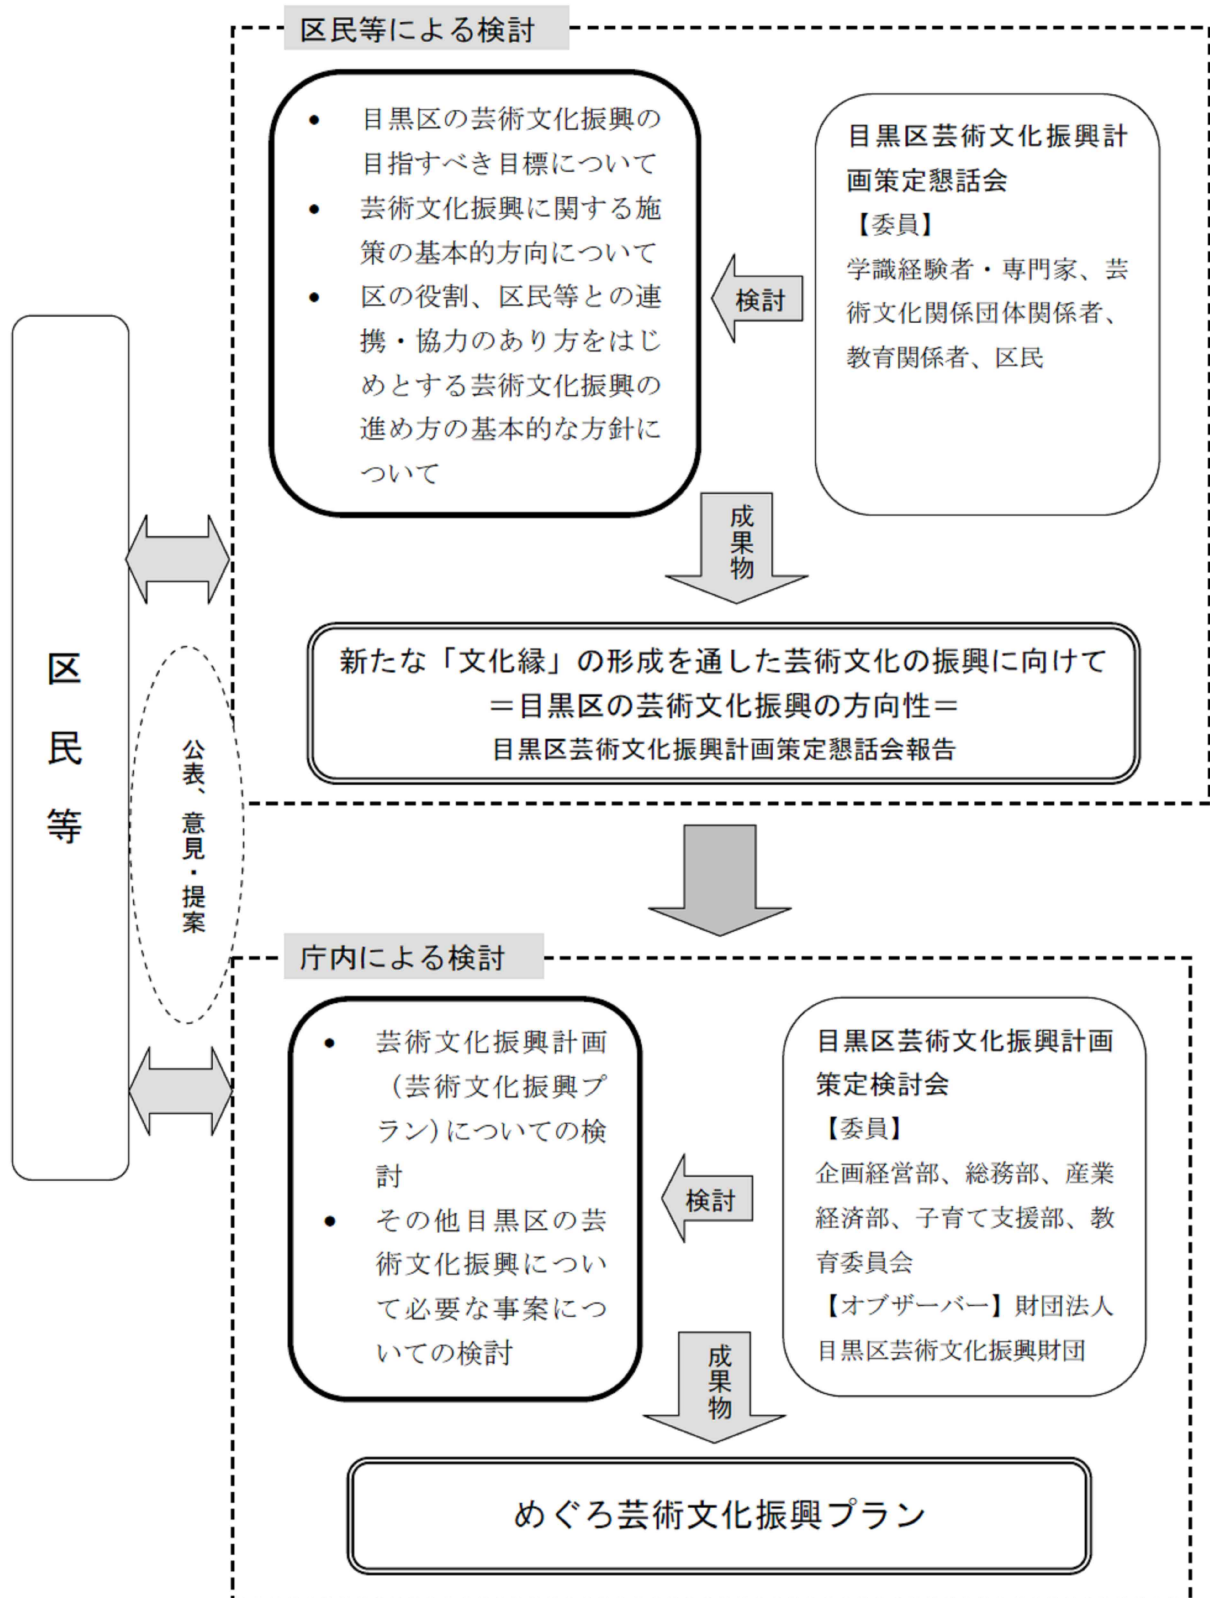 区民等による検討
● 目黒区の芸術文化振興の
目指すべき目標について
● 芸術文化振興に関する施
策の基本的方向について
● 区の役割、区民等との連
携・協力のあり方をはじ
めとする芸術文化振興の
進め方の基本的な方針に
ついて
検討
目黒区芸術文化振興計
画策定懇話会
【委員】
学識経験者・専門家、芸
術文化関係団体関係者、
教育関係者、区民
成果物
新たな「文化縁」の形成を通した芸術文化の振興に向けて
＝目黒区の芸術文化振興の方向性＝
目黒区芸術文化振興計画策定懇話会報告
区民等
公表、意見・提案
庁内による検討
● 芸術文化振興計画
（芸術文化振興プ
ラン）についての検
討
● その他目黒区の芸
術文化振興につい
て必要な事案につ
いての検討
検討
目黒区芸術文化振興計画
策定検討会
【委員】
企画経営部、総務部、産業
経済部、子育て支援部、教
育委員会
【オブザーバー】財団法人
目黒区芸術文化振興財団
成果物
めぐろ芸術文化振興プラン